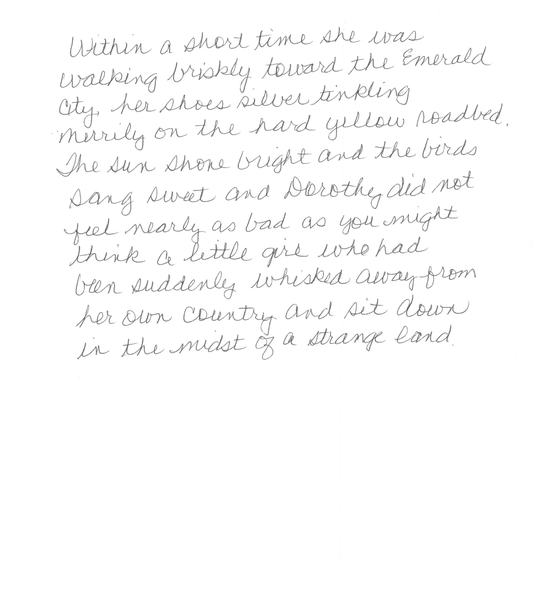 Within a short time she was
walking briskly toward the Emerald
City, her shoes silver tinkling
merrily on the hard yellow roadbed.
The sun shone bright and the birds
sang sweet and Dorothy did not
feel nearly as bad as you might
think a little girl who had
been suddenly whisked away from
her own country and sit down
in the midst of a strange land.